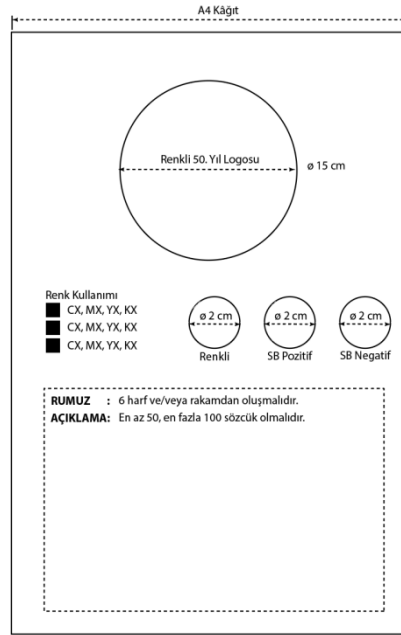 A4 Kâğıt
Renkli 50. Yıl Logosu
ø 15 cm
Renk Kullanımı
CX, MX, YX, KX
CX, MX, YX, KX
CX, MX, YX, KX
ø 2 cm
ø 2 cm
ø 2 cm
Renkli
SB Pozitif
SB Negatif
RUMUZ : 6 harf ve/veya rakamdan oluşmalıdır.
AÇIKLAMA: En az 50, en fazla 100 sözcük olmalıdır.